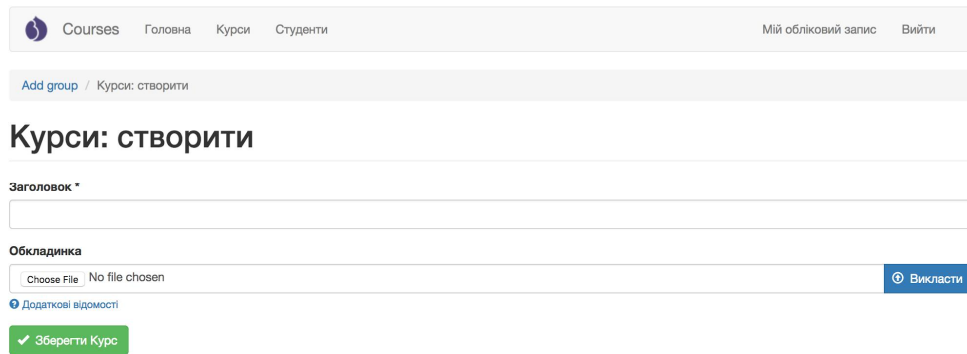 Courses Головна Курси Студенти Мій обліковий запис Вийти
Add group / Курси: створити
Курси: створити
Заголовок *
Обкладинка
Choose File No file chosen Викласти
Додаткові відомості
Зберегти Курс